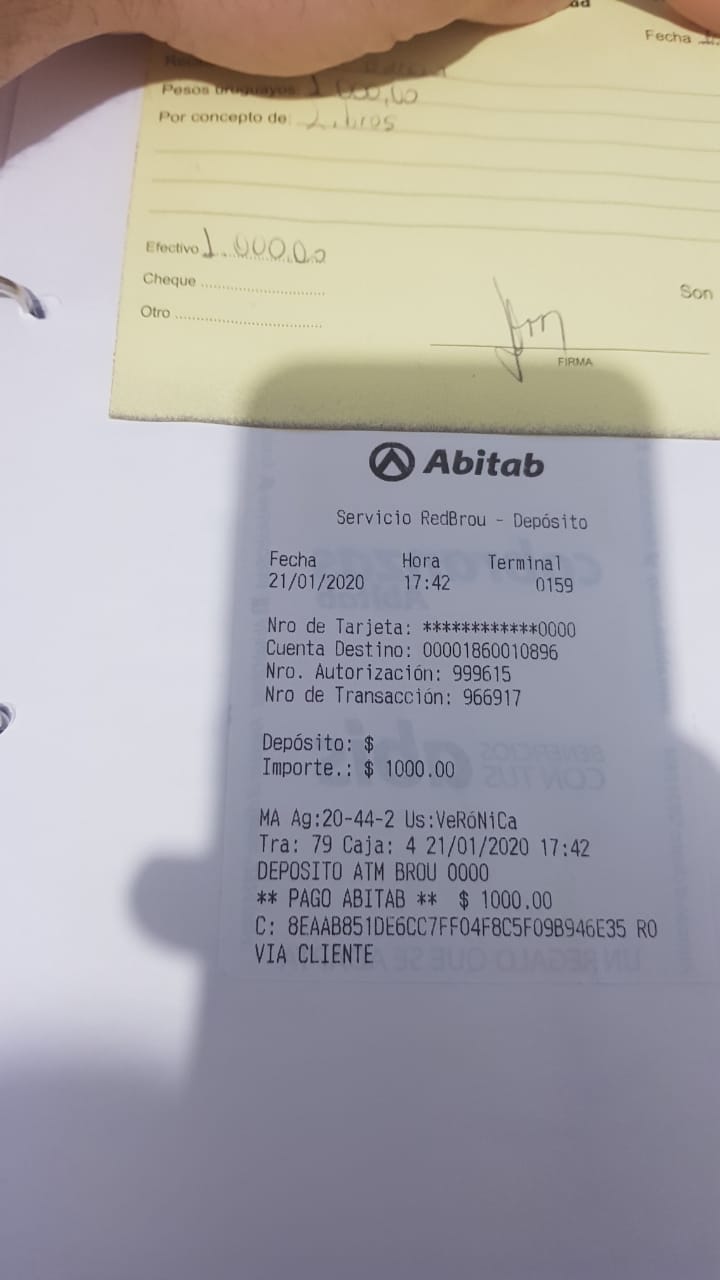 Fecha
Pesos uruguayos: 1000,00
Por concepto de: Libros
Efectivo 1.000.00
Cheque
Son
Otro
FIRMA
Abitab
Servicio RedBrou - Depósito
Fecha Hora Terminal
21/01/2020 17:42 0159
Nro de Tarjeta: ************0000
Cuenta Destino: 00001860010896
Nro. Autorización: 999615
Nro de Transacción: 966917
Depósito: $
Importe.: $ 1000.00
MA Ag:20-44-2 Us:VeRóNiCa
Tra: 79 Caja: 4 21/01/2020 17:42
DEPOSITO ATM BROU 0000
** PAGO ABITAB ** $ 1000.00
C: 8EAAB851DE6CC7FF04F8C5F09B946E35 RO
VIA CLIENTE